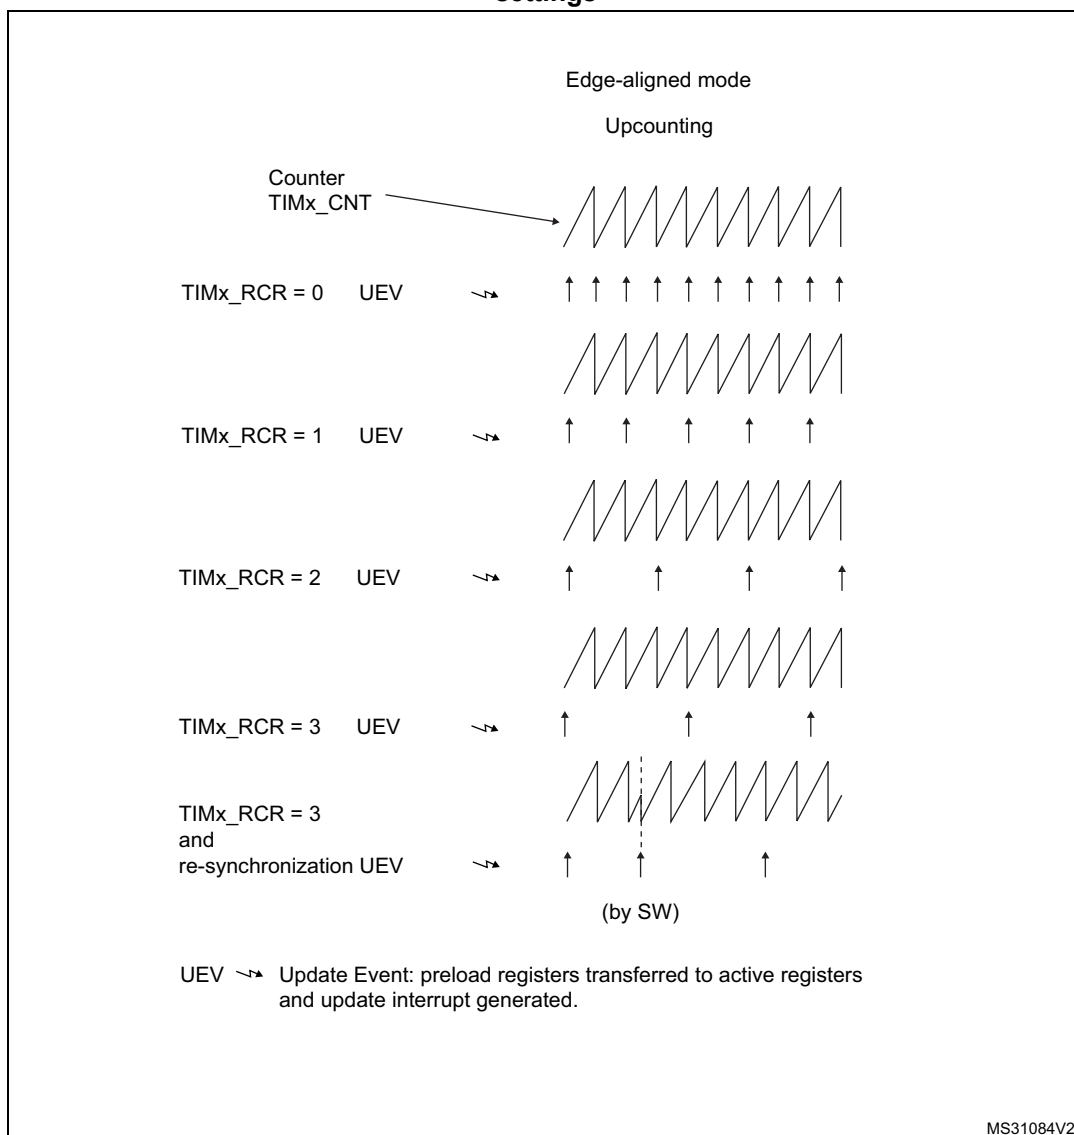 settings
Edge-aligned mode
Upcounting
Counter
TIMx_CNT
TIMx_RCR = 0 UEV
TIMx_RCR = 1 UEV
TIMx_RCR = 2 UEV
TIMx_RCR = 3 UEV
TIMx_RCR = 3
and
re-synchronization UEV
(by SW)
UEV Update Event: preload registers transferred to active registers
and update interrupt generated.
MS31084V2